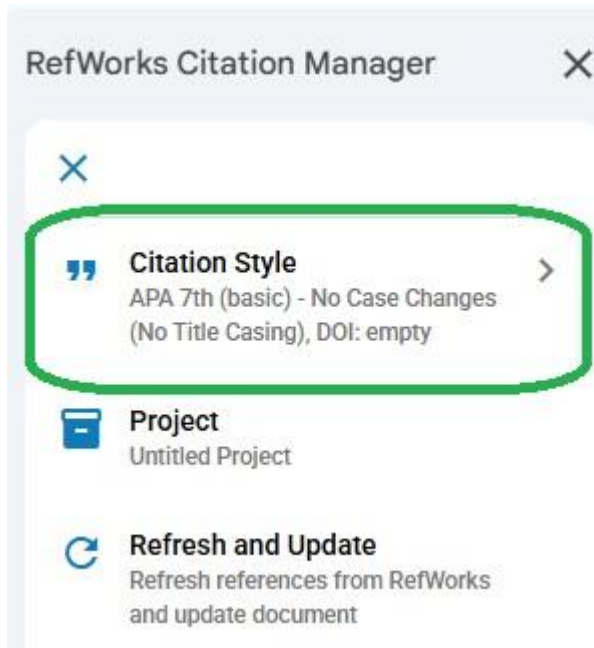 RefWorks Citation Manager
Citation Style
APA 7th (basic) - No Case Changes
(No Title Casing), DOI: empty
Project
Untitled Project
Refresh and Update
Refresh references from RefWorks
and update document